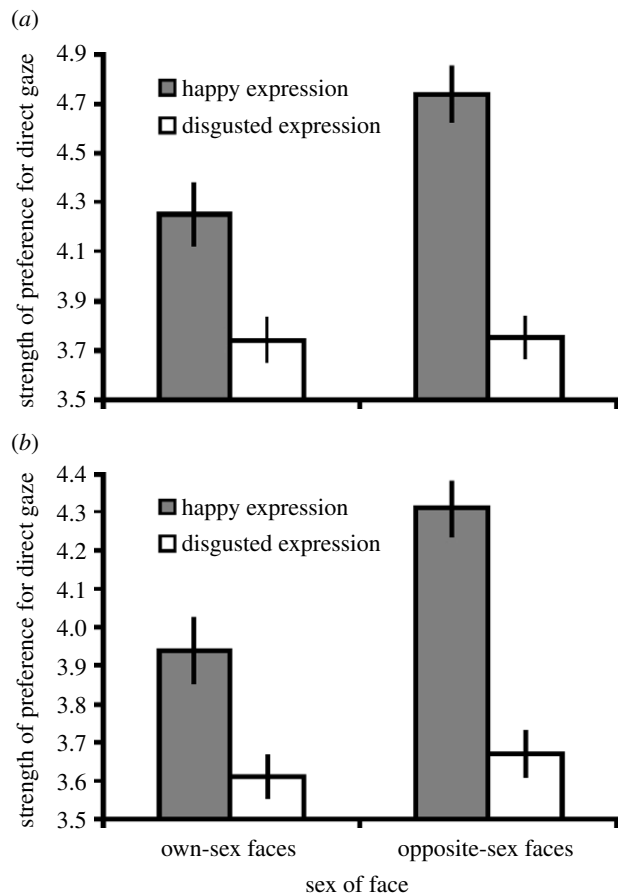 (a)
4.9
4.7
4.5
4.3
4.1
3.9
3.7
3.5
strength of preference for direct gaze
happy expression
disgusted expression
(b)
4.4
4.3
4.2
4.1
4.0
3.9
3.8
3.7
3.6
3.5
strength of preference for direct gaze
happy expression
disgusted expression
own-sex faces
opposite-sex faces
sex of face